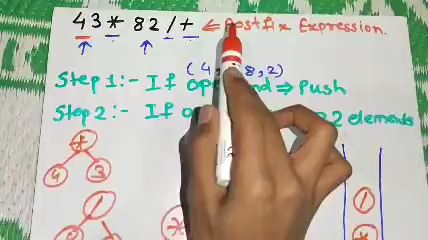 4 3 * 8 2 / + ← Postfix Expression.
(4, 8, 2)
Step 1:- If ⇒ Push
Step 2:- If 2 elements
*
4 3
/
/
*
*